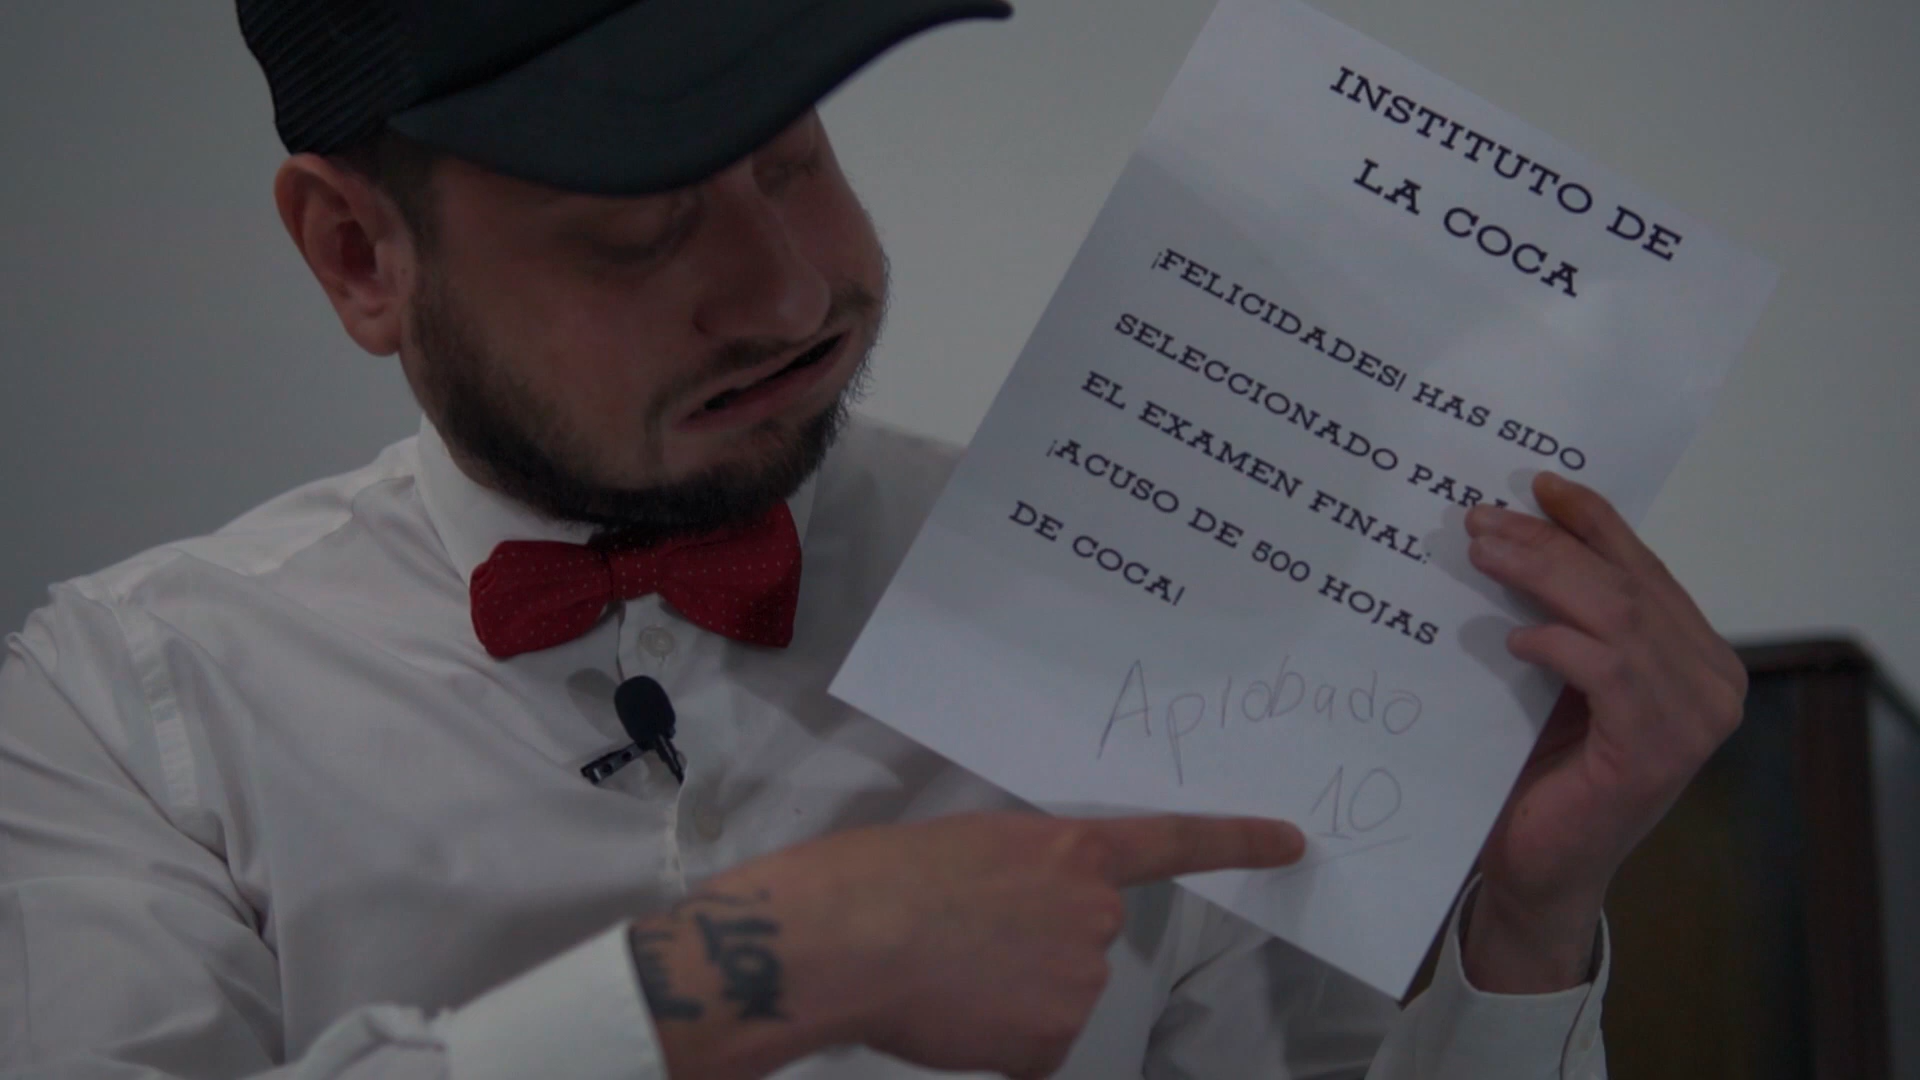 INSTITUTO DE
LA COCA
¡FELICIDADES! HAS SIDO
SELECCIONADO PARA
EL EXAMEN FINAL:
¡ACUSO DE 500 HOJAS
DE COCA!
Aprobado
10